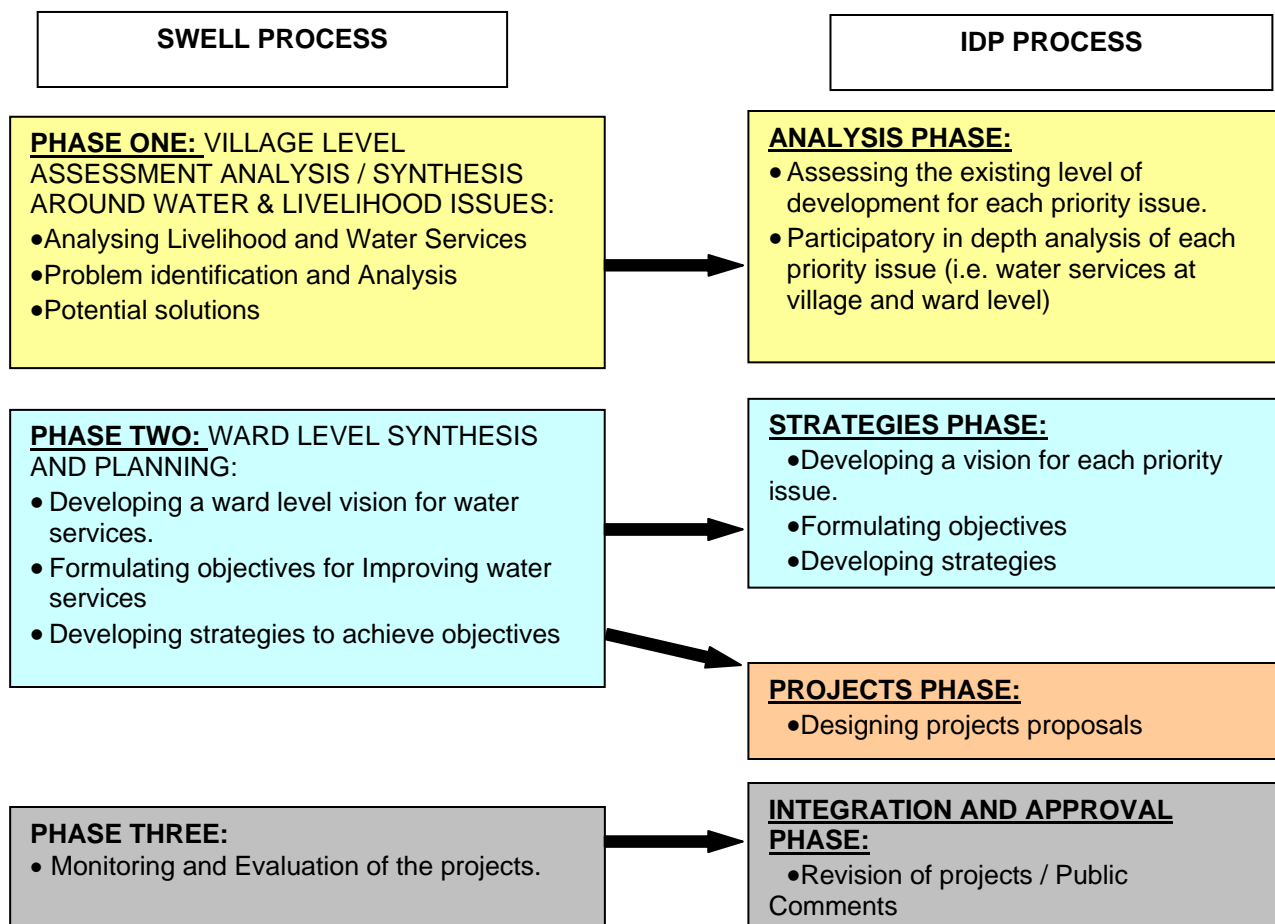 SWELL PROCESS
IDP PROCESS
PHASE ONE: VILLAGE LEVEL
ASSESSMENT ANALYSIS / SYNTHESIS
AROUND WATER & LIVELIHOOD ISSUES:
•Analysing Livelihood and Water Services
•Problem identification and Analysis
•Potential solutions
ANALYSIS PHASE:
• Assessing the existing level of
development for each priority issue.
• Participatory in depth analysis of each
priority issue (i.e. water services at
village and ward level)
PHASE TWO: WARD LEVEL SYNTHESIS
AND PLANNING:
• Developing a ward level vision for water
services.
• Formulating objectives for Improving water
services
• Developing strategies to achieve objectives
STRATEGIES PHASE:
•Developing a vision for each priority
issue.
•Formulating objectives
•Developing strategies
PROJECTS PHASE:
•Designing projects proposals
PHASE THREE:
• Monitoring and Evaluation of the projects.
INTEGRATION AND APPROVAL
PHASE:
•Revision of projects / Public
Comments